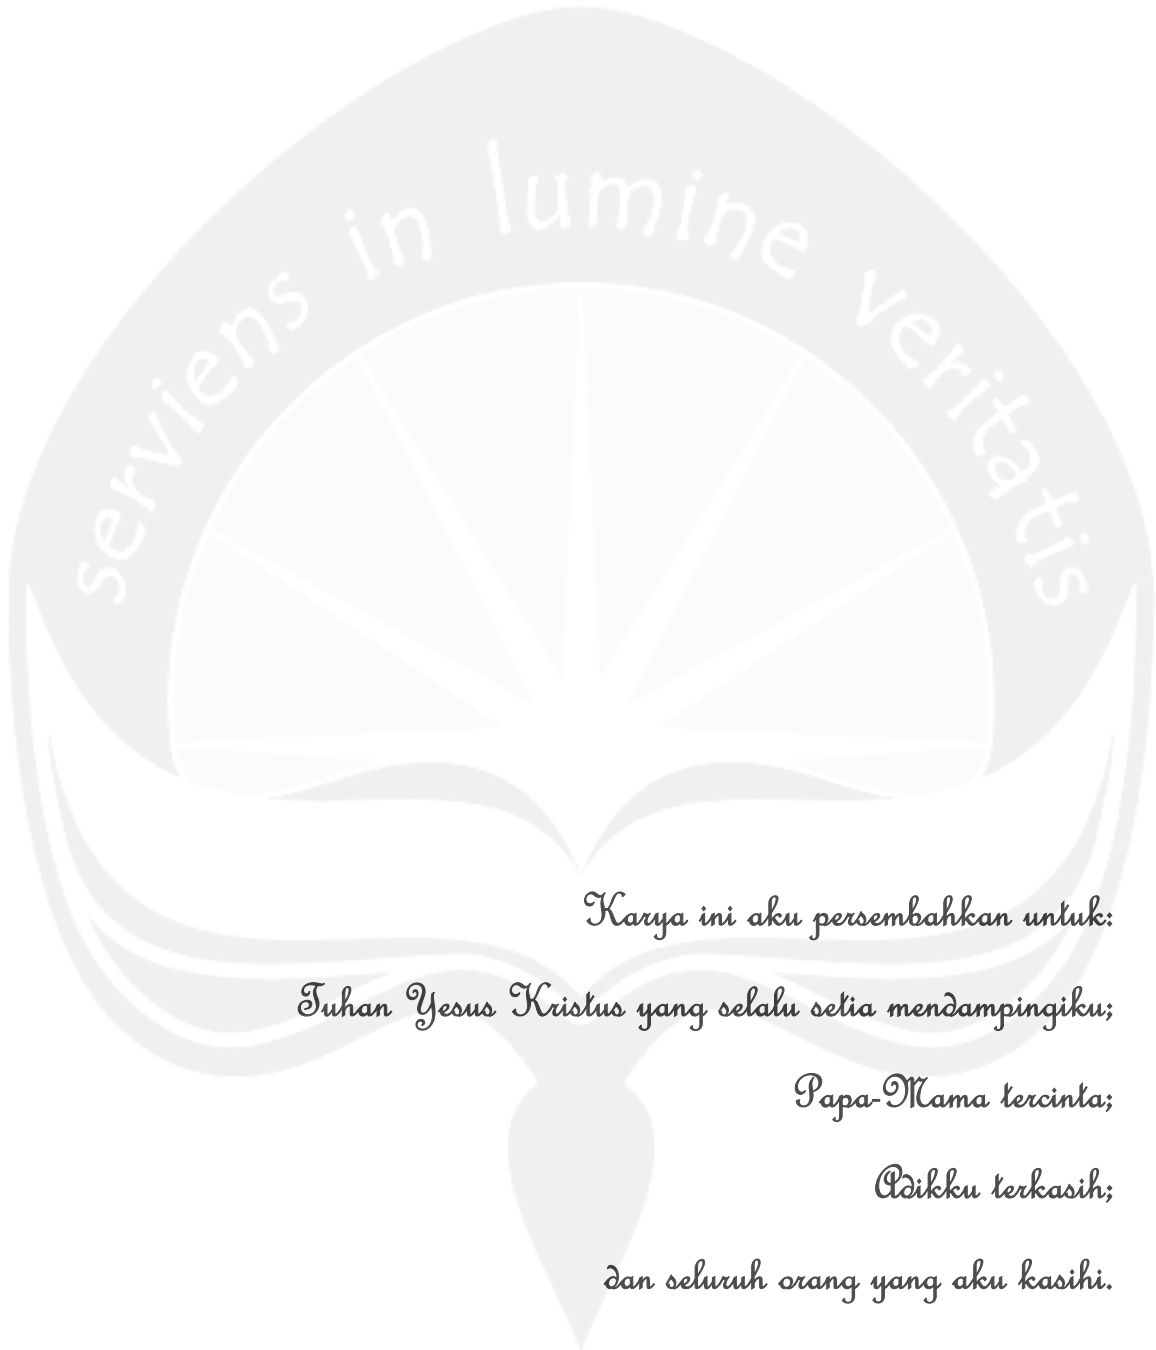 serviens in lumine veritatis
Karya ini aku persembahkan untuk:
Tuhan Yesus Kristus yang selalu setia mendampingiku;
Papa-Mama tercinta;
Adikku terkasih;
dan seluruh orang yang aku kasihi.